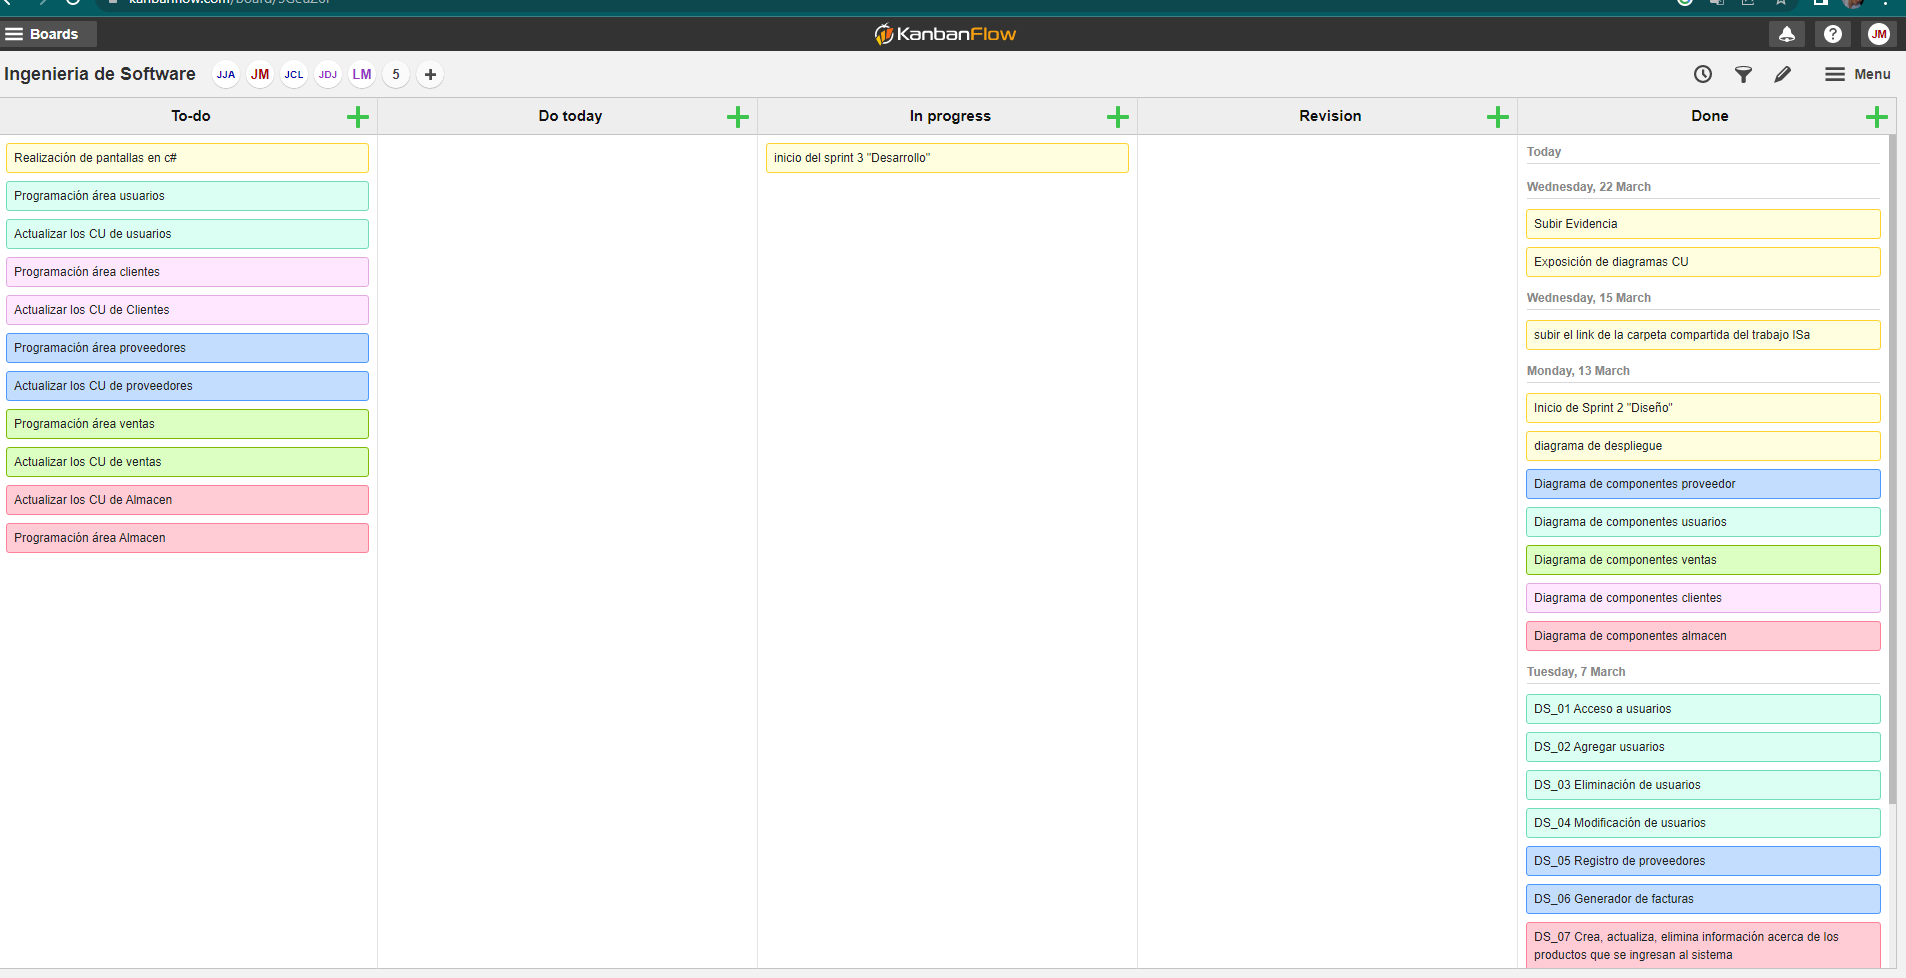 Boards
KanbanFlow
?
JM
Ingenieria de Software
JJA
JM
JCL
JDJ
LM
5
Menu
To-do
Do today
In progress
Revision
Done
Realización de pantallas en c#
Programación área usuarios
Actualizar los CU de usuarios
Programación área clientes
Actualizar los CU de Clientes
Programación área proveedores
Actualizar los CU de proveedores
Programación área ventas
Actualizar los CU de ventas
Actualizar los CU de Almacen
Programación área Almacen
inicio del sprint 3 "Desarrollo"
Today
Wednesday, 22 March
Subir Evidencia
Exposición de diagramas CU
Wednesday, 15 March
subir el link de la carpeta compartida del trabajo ISa
Monday, 13 March
Inicio de Sprint 2 "Diseño"
diagrama de despliegue
Diagrama de componentes proveedor
Diagrama de componentes usuarios
Diagrama de componentes ventas
Diagrama de componentes clientes
Diagrama de componentes almacen
Tuesday, 7 March
DS_01 Acceso a usuarios
DS_02 Agregar usuarios
DS_03 Eliminación de usuarios
DS_04 Modificación de usuarios
DS_05 Registro de proveedores
DS_06 Generador de facturas
DS_07 Crea, actualiza, elimina información acerca de los
productos que se ingresan al sistema